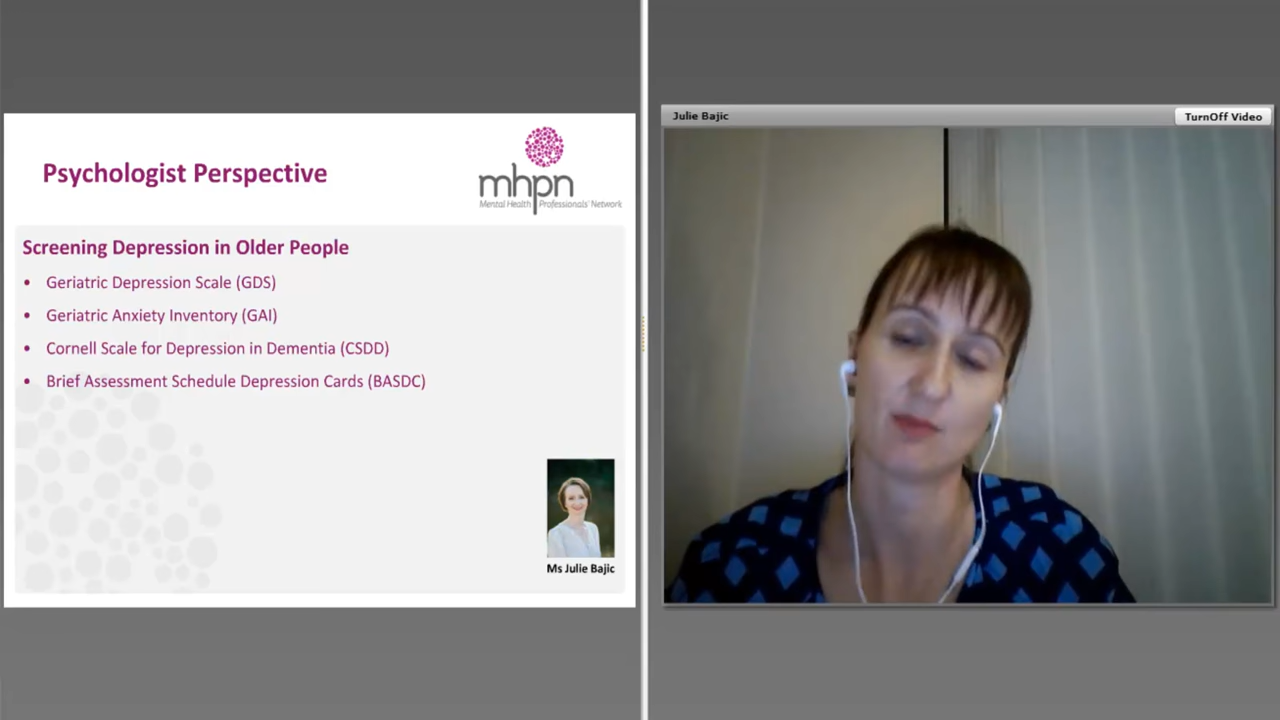 Psychologist Perspective
mhpn
Mental Health Professionals' Network
Screening Depression in Older People
• Geriatric Depression Scale (GDS)
• Geriatric Anxiety Inventory (GAI)
• Cornell Scale for Depression in Dementia (CSDD)
• Brief Assessment Schedule Depression Cards (BASDC)
Ms Julie Bajic
Julie Bajic
TurnOff Video